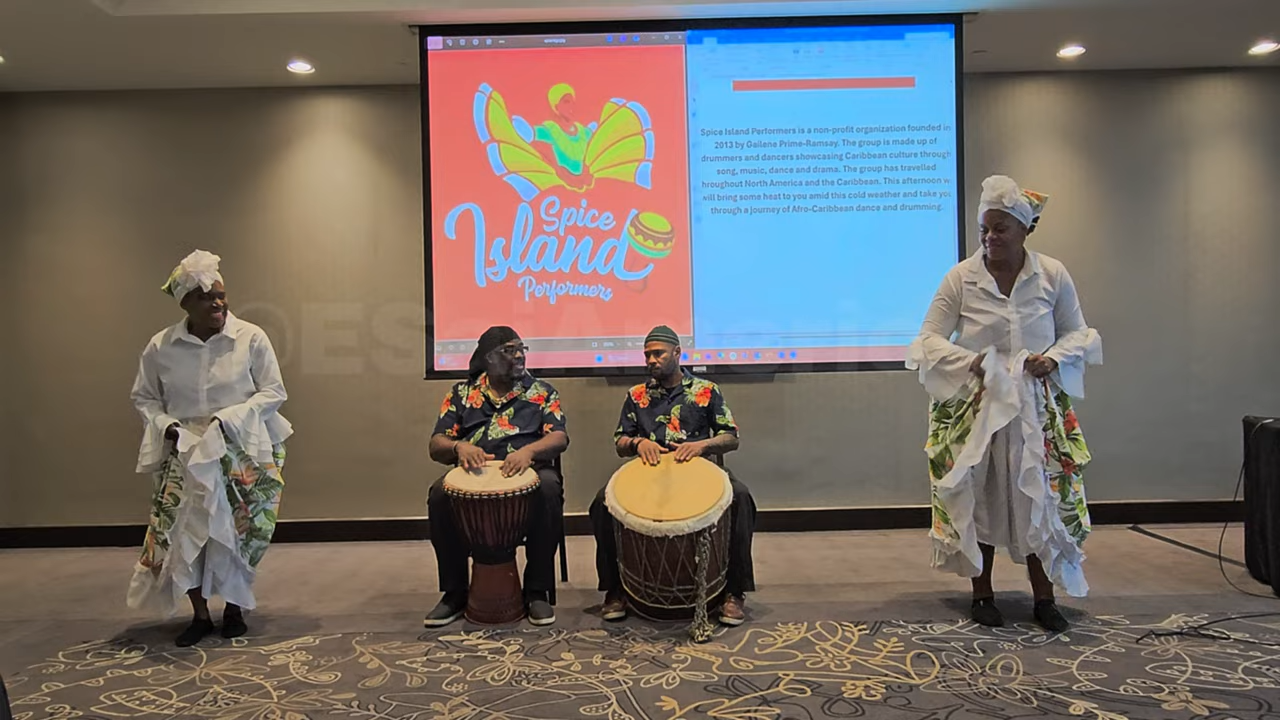 Spice
Island
Performers
Spice Island Performers is a non-profit organization founded in
2013 by Gailene Prime-Ramsay. The group is made up of
drummers and dancers showcasing Caribbean culture through
song, music, dance and drama. The group has travelled
hroughout North America and the Caribbean. This afternoon w
will bring some heat to you amid this cold weather and take you
through a journey of Afro-Caribbean dance and drumming.